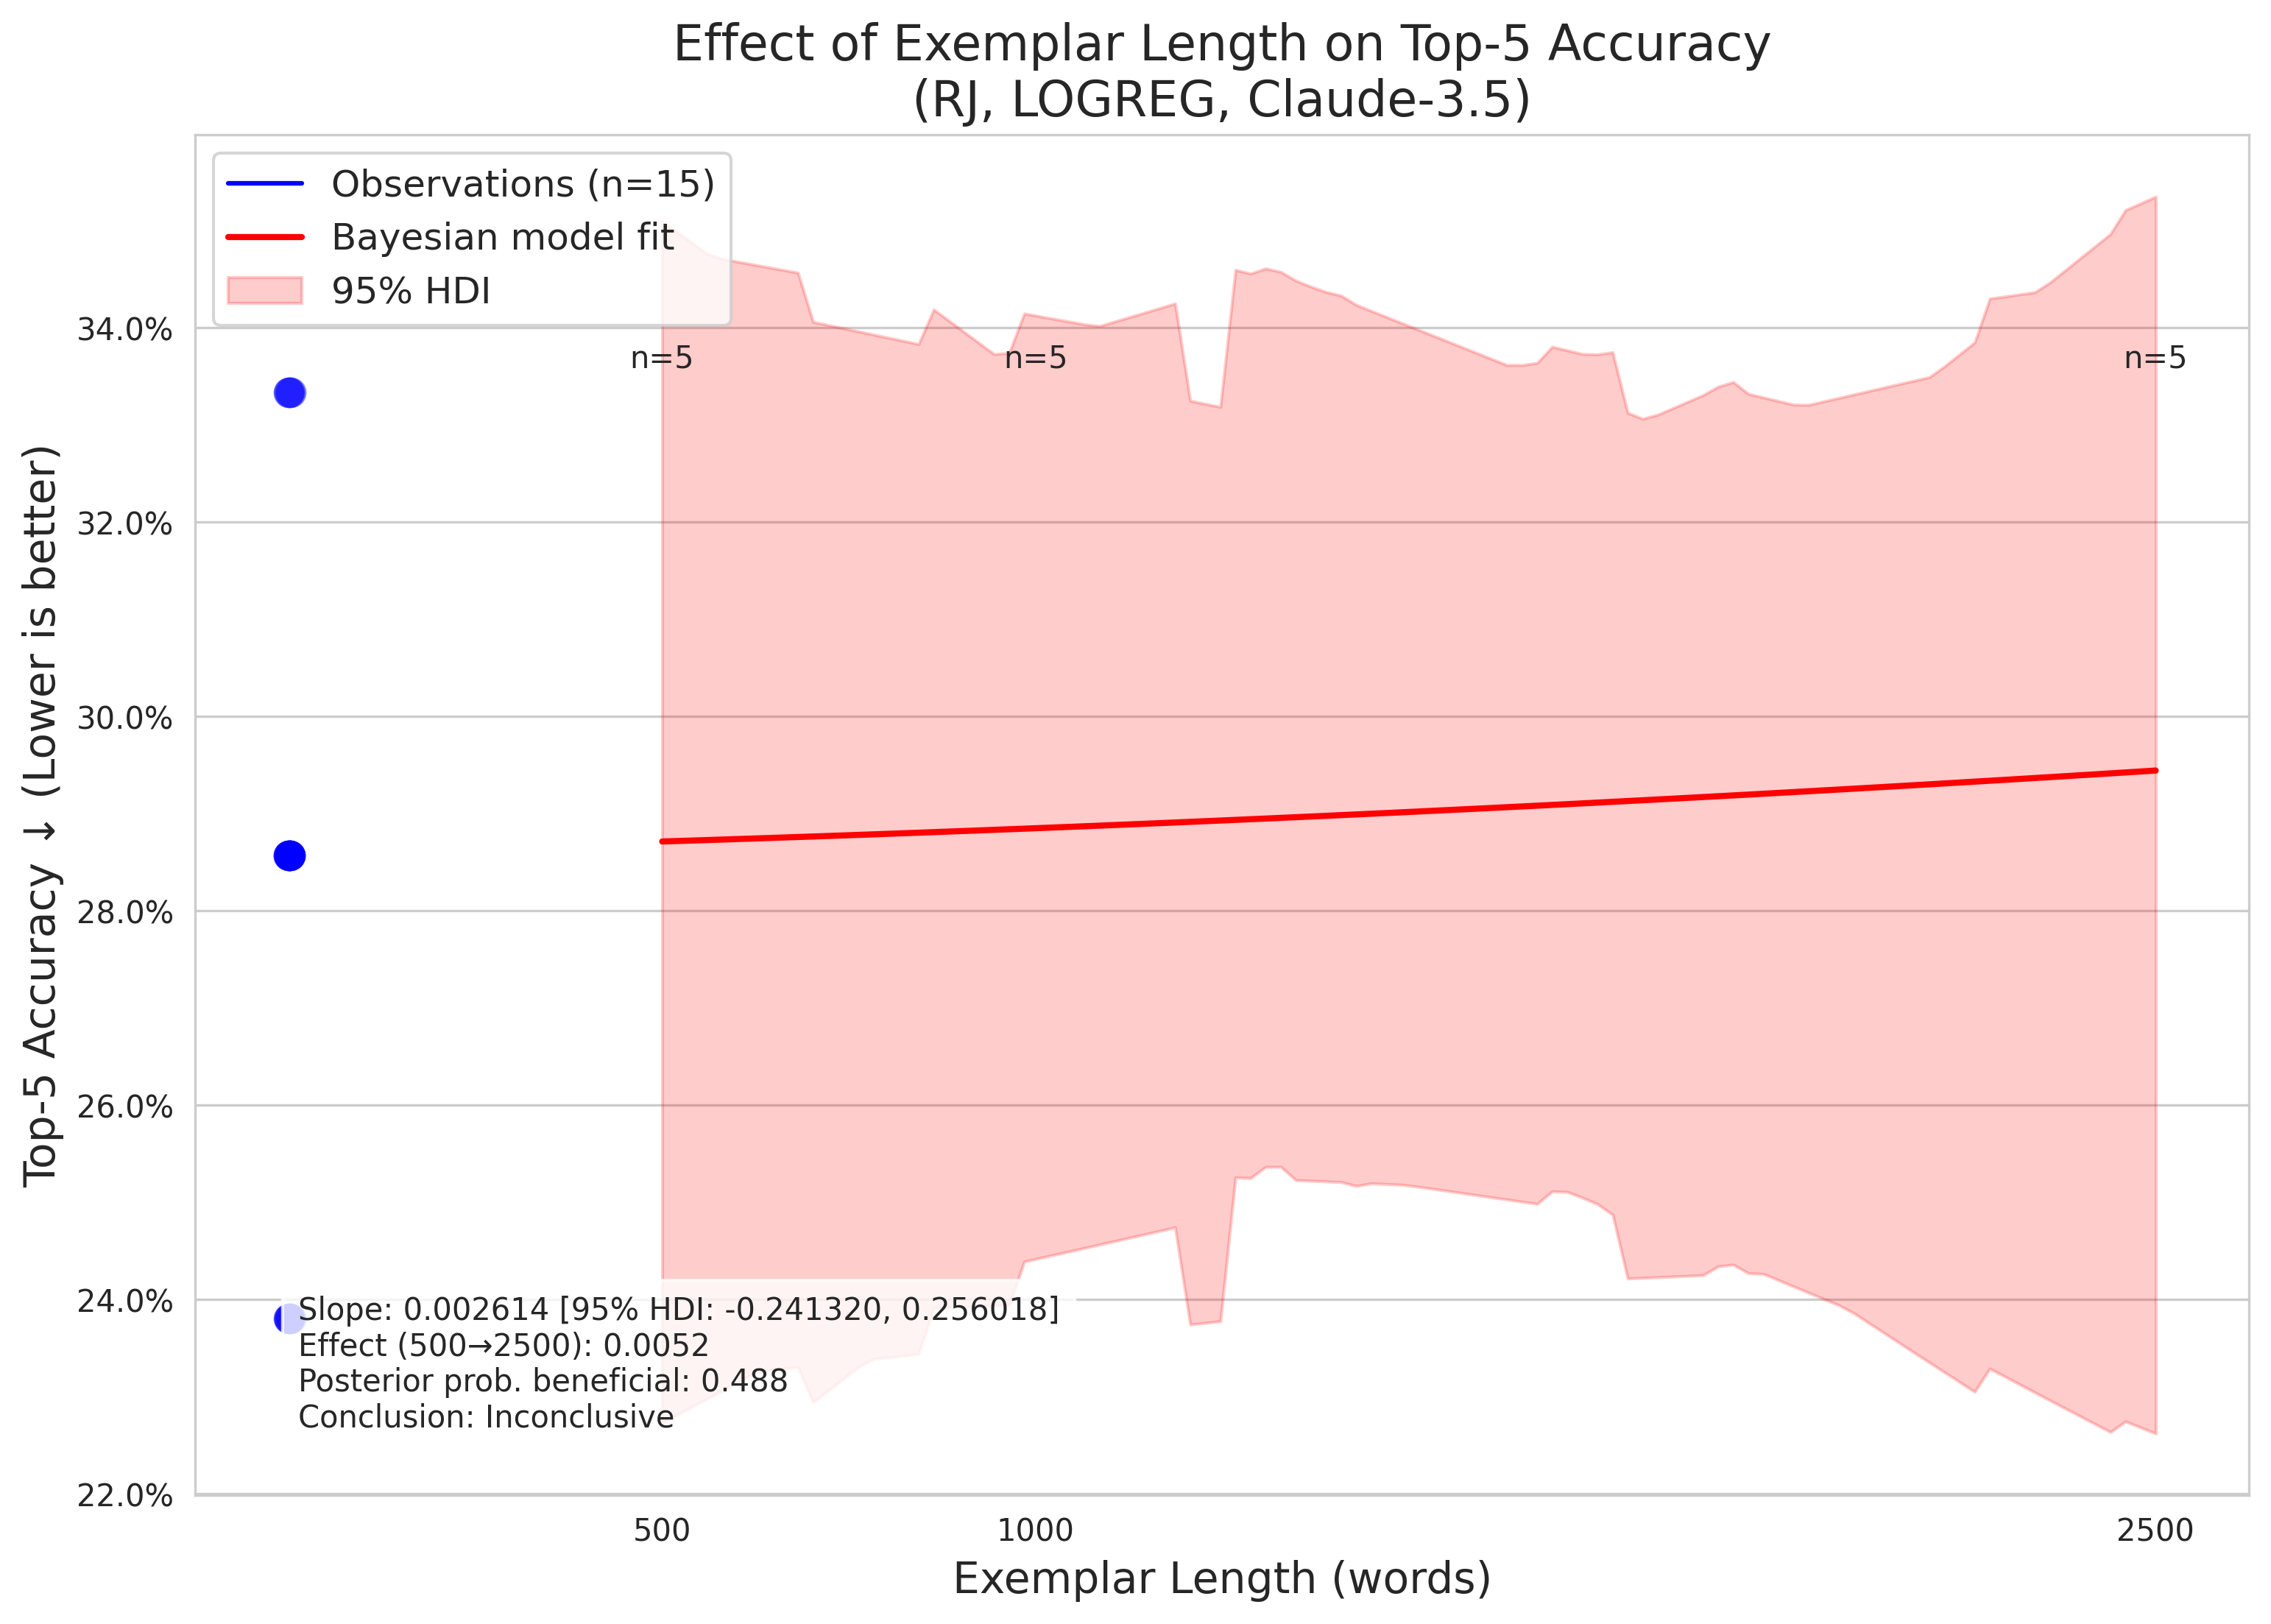 Effect of Exemplar Length on Top-5 Accuracy
(RJ, LOGREG, Claude-3.5)
Observations (n=15)
Bayesian model fit
95% HDI
n=5
n=5
n=5
Top-5 Accuracy ↓ (Lower is better)
34.0%
32.0%
30.0%
28.0%
26.0%
24.0%
22.0%
Slope: 0.002614 [95% HDI: -0.241320, 0.256018]
Effect (500→2500): 0.0052
Posterior prob. beneficial: 0.488
Conclusion: Inconclusive
500
1000
2500
Exemplar Length (words)